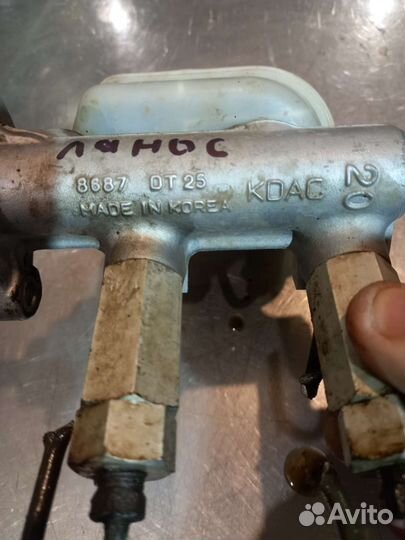 Ланос
8687 DT 25
MADE IN KOREA
KDAC
20
Avito